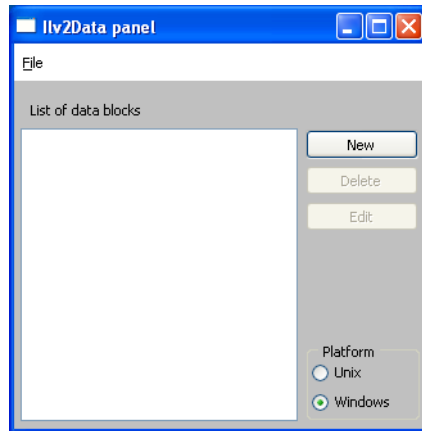 Ilv2Data panel
File
List of data blocks
New
Delete
Edit
Platform
Unix
Windows